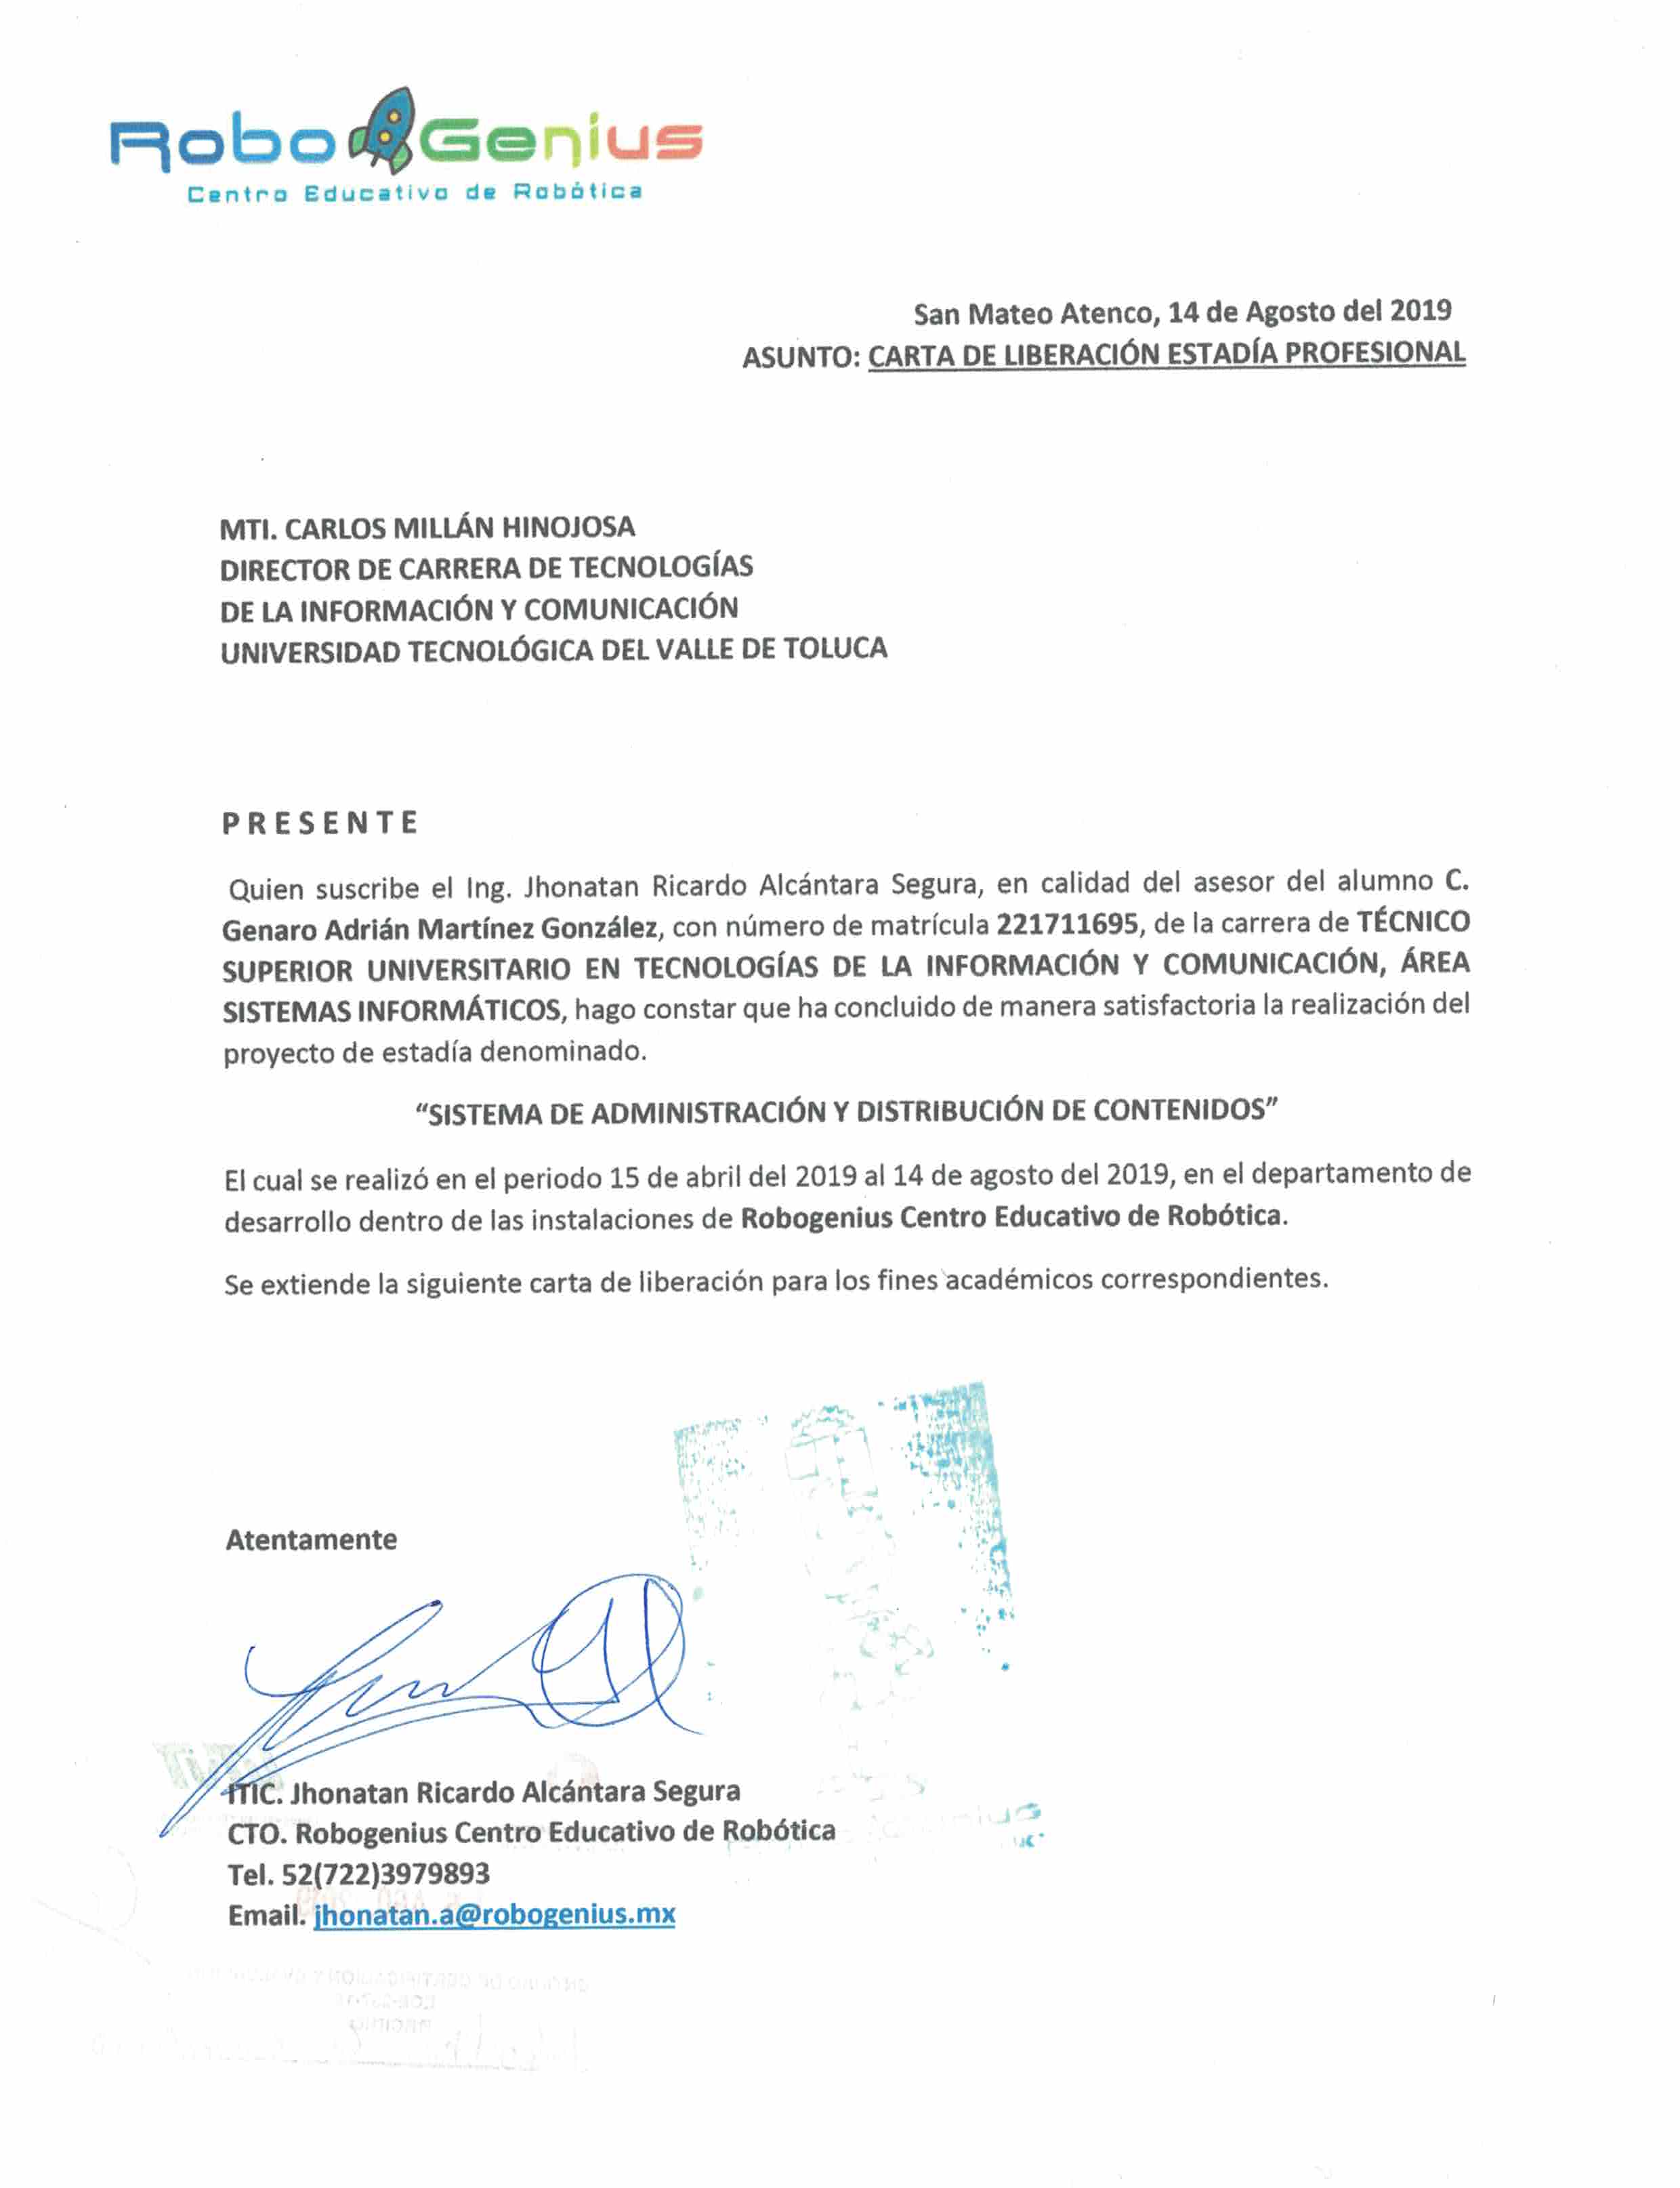 RoboGenius
Centro Educativo de Robótica
San Mateo Atenco, 14 de Agosto del 2019
ASUNTO: CARTA DE LIBERACIÓN ESTADÍA PROFESIONAL
MTI. CARLOS MILLÁN HINOJOSA
DIRECTOR DE CARRERA DE TECNOLOGÍAS
DE LA INFORMACIÓN Y COMUNICACIÓN
UNIVERSIDAD TECNOLÓGICA DEL VALLE DE TOLUCA
P R E S E N T E
Quien suscribe el Ing. Jhonatan Ricardo Alcántara Segura, en calidad del asesor del alumno C.
Genaro Adrián Martínez González, con número de matrícula 221711695, de la carrera de TÉCNICO
SUPERIOR UNIVERSITARIO EN TECNOLOGÍAS DE LA INFORMACIÓN Y COMUNICACIÓN, ÁREA
SISTEMAS INFORMÁTICOS, hago constar que ha concluido de manera satisfactoria la realización del
proyecto de estadía denominado.
“SISTEMA DE ADMINISTRACIÓN Y DISTRIBUCIÓN DE CONTENIDOS”
El cual se realizó en el periodo 15 de abril del 2019 al 14 de agosto del 2019, en el departamento de
desarrollo dentro de las instalaciones de Robogenius Centro Educativo de Robótica.
Se extiende la siguiente carta de liberación para los fines académicos correspondientes.
Atentamente
ITIC. Jhonatan Ricardo Alcántara Segura
CTO. Robogenius Centro Educativo de Robótica
Tel. 52(722)3979893
Email. jhonatan.a@robogenius.mx